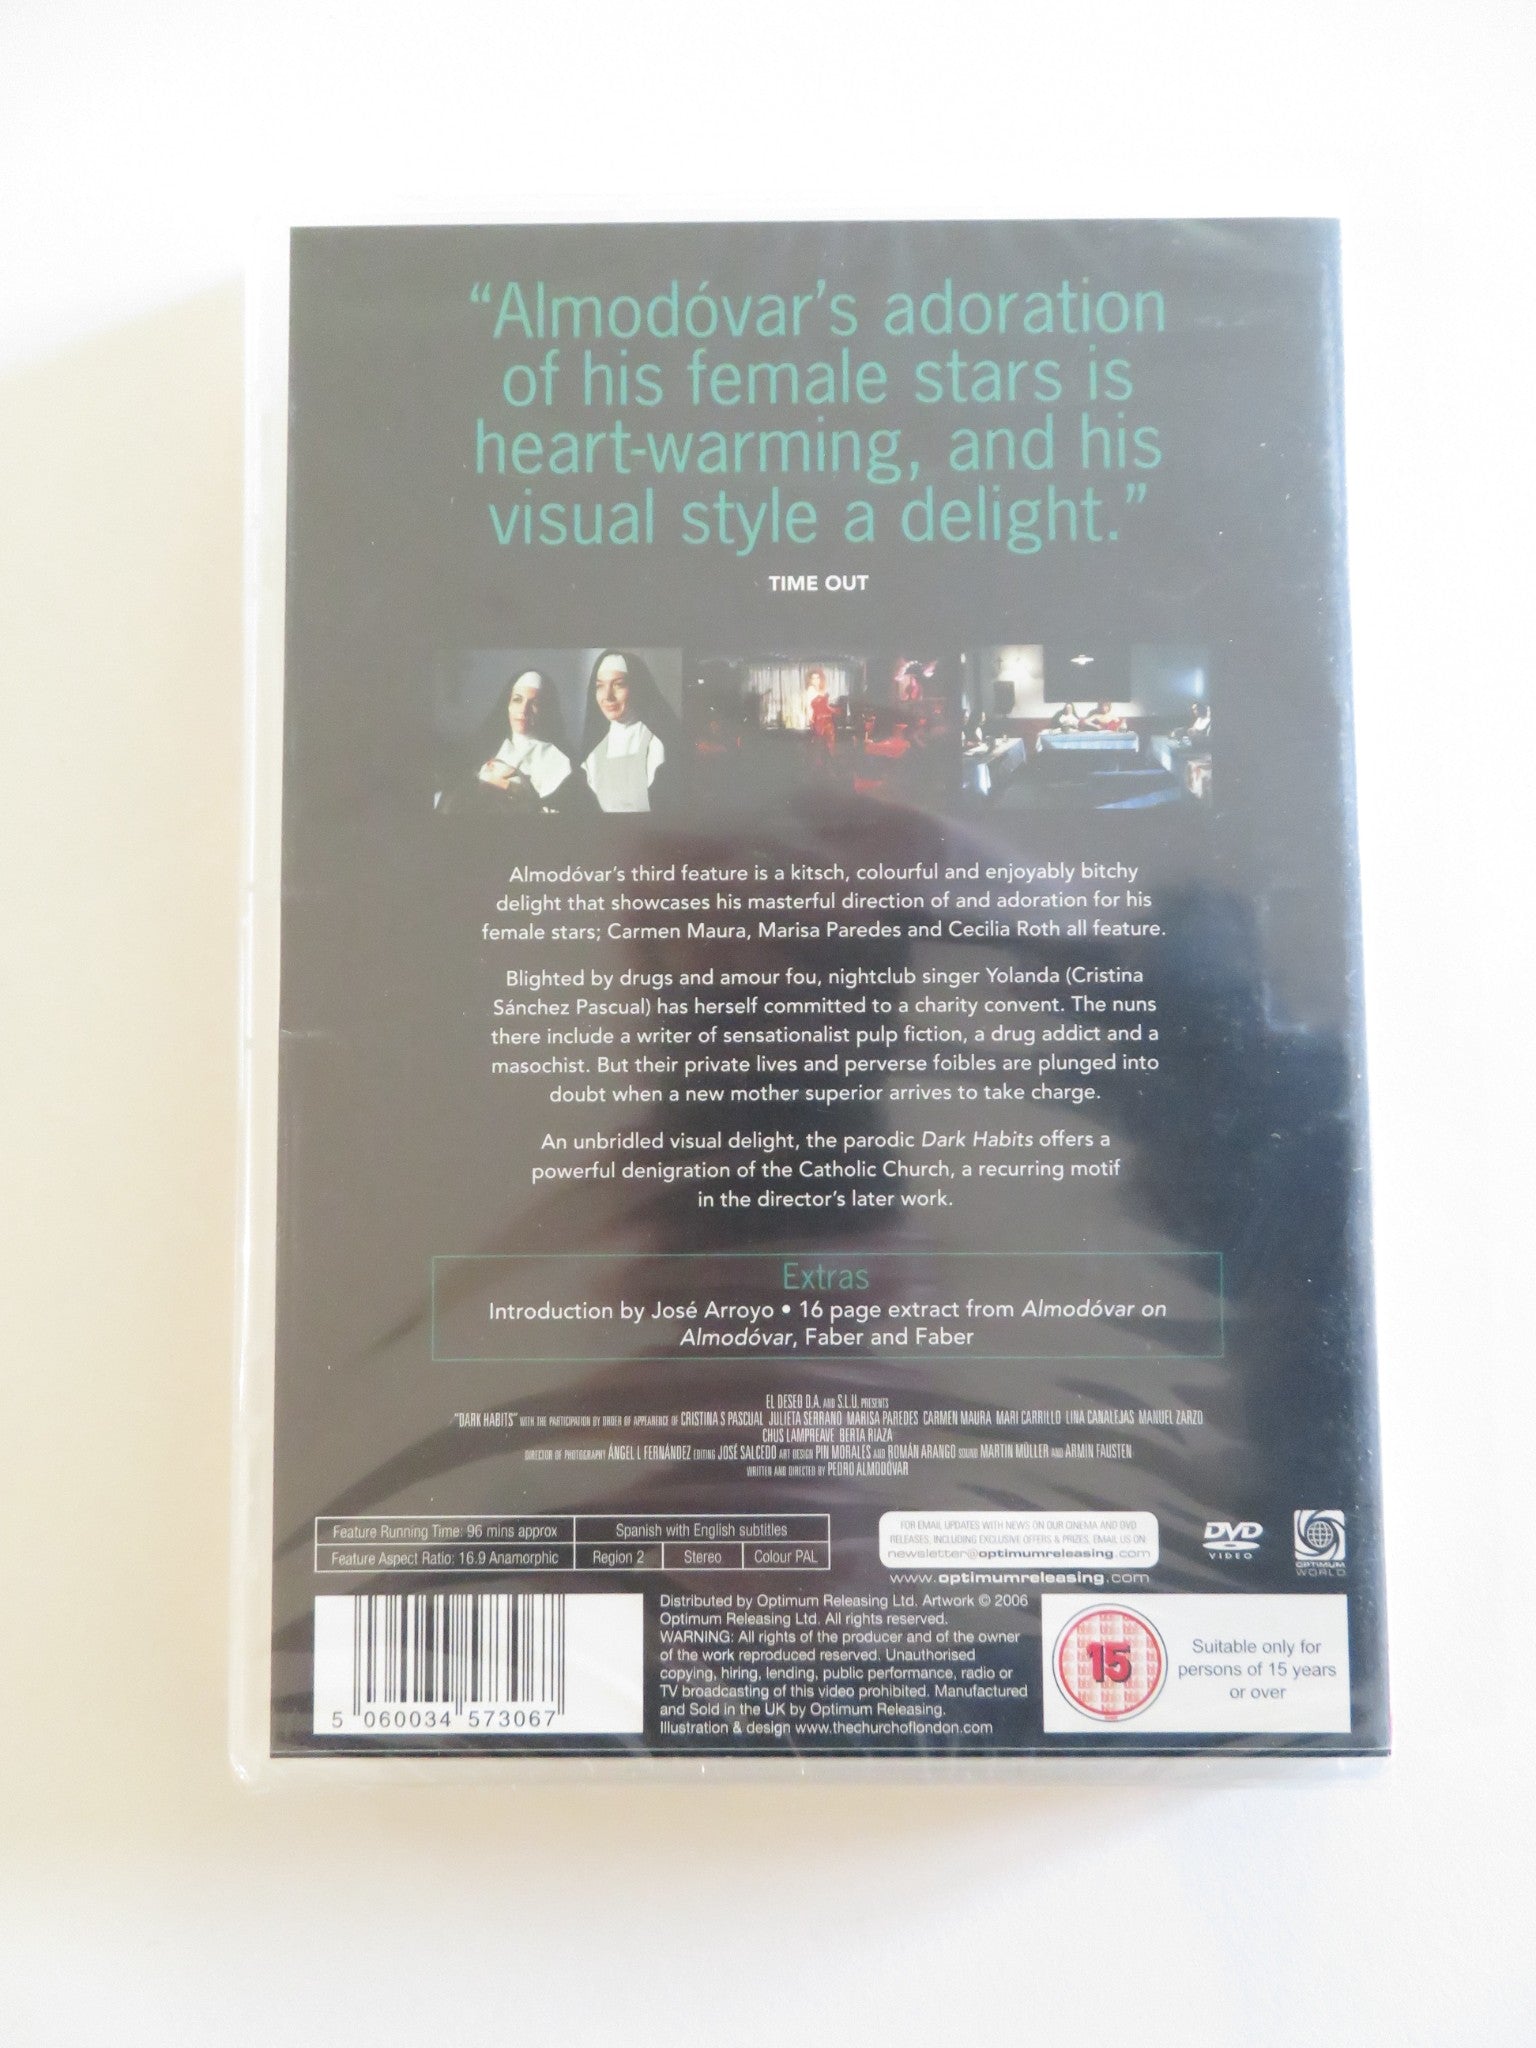 “Almodóvar’s adoration
of his female stars is
heart-warming, and his
visual style a delight.”
TIME OUT
Almodóvar’s third feature is a kitsch, colourful and enjoyably bitchy
delight that showcases his masterful direction of and adoration for his
female stars; Carmen Maura, Marisa Paredes and Cecilia Roth all feature.
Blighted by drugs and amour fou, nightclub singer Yolanda (Cristina
Sánchez Pascual) has herself committed to a charity convent. The nuns
there include a writer of sensationalist pulp fiction, a drug addict and a
masochist. But their private lives and perverse foibles are plunged into
doubt when a new mother superior arrives to take charge.
An unbridled visual delight, the parodic Dark Habits offers a
powerful denigration of the Catholic Church, a recurring motif
in the director’s later work.
Extras
Introduction by José Arroyo • 16 page extract from Almodóvar on
Almodóvar, Faber and Faber
EL DESEO D.A. AND S.L.U. PRESENTS
"DARK HABITS" WITH THE PARTICIPATION BY ORDER OF APPEARENCE OF CRISTINA S PASCUAL JULIETA SERRANO MARISA PAREDES CARMEN MAURA MARI CARRILLO LINA CANALEJAS MANUEL ZARZO
CHUS LAMPREAVE BERTA RIAZA
DIRECTOR OF PHOTOGRAPHY ÁNGEL L FERNÁNDEZ EDITING JOSÉ SALCEDO ART DESIGN PIN MORALES AND ROMÁN ARANGO SOUND MARTIN MÜLLER AND ARMIN FAUSTEN
WRITTEN AND DIRECTED BY PEDRO ALMODÓVAR
Feature Running Time: 96 mins approx
Spanish with English subtitles
Feature Aspect Ratio: 16.9 Anamorphic
Region 2
Stereo
Colour PAL
FOR EMAIL UPDATES WITH NEWS ON OUR CINEMA AND DVD
RELEASES, INCLUDING EXCLUSIVE OFFERS & PRIZES, EMAIL US ON:
newsletter@optimumreleasing.com
www.optimumreleasing.com
DVD
VIDEO
OPTIMUM
WORLD
5 060034 573067
Distributed by Optimum Releasing Ltd. Artwork © 2006
Optimum Releasing Ltd. All rights reserved.
WARNING: All rights of the producer and of the owner
of the work reproduced reserved. Unauthorised
copying, hiring, lending, public performance, radio or
TV broadcasting of this video prohibited. Manufactured
and Sold in the UK by Optimum Releasing.
Illustration & design www.thechurchoflondon.com
15
Suitable only for
persons of 15 years
or over